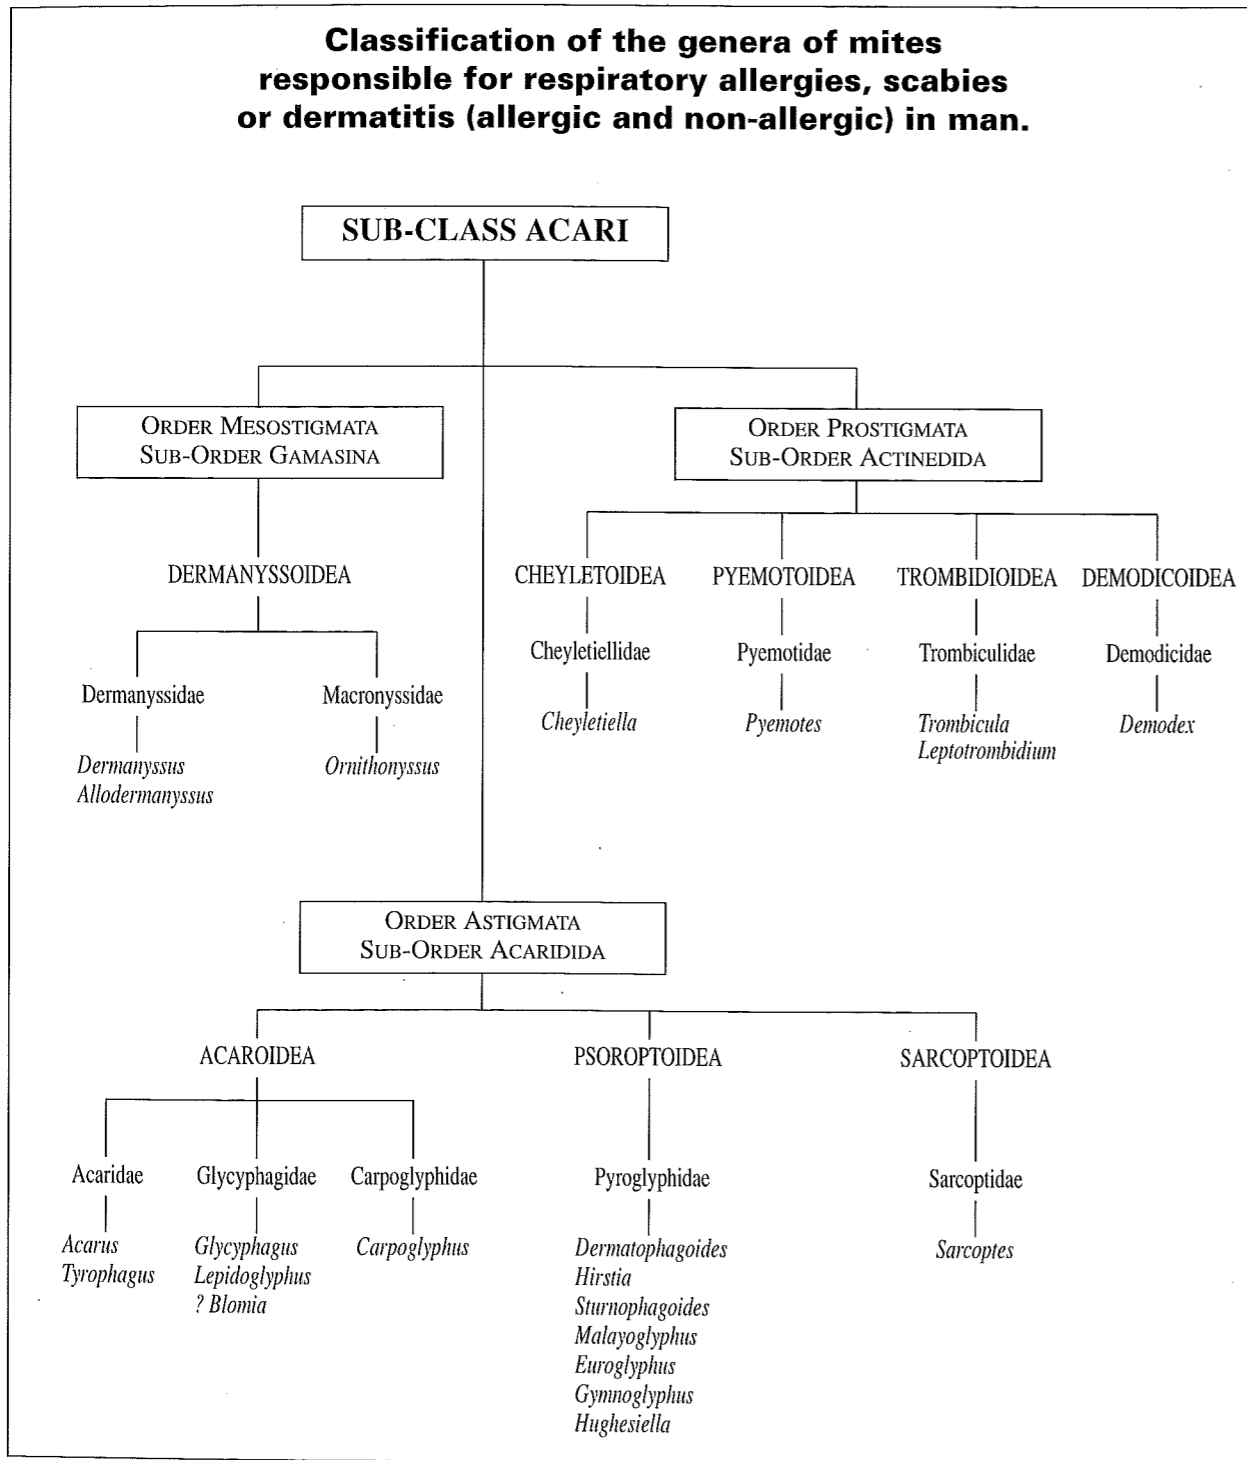 Classification of the genera of mites
responsible for respiratory allergies, scabies
or dermatitis (allergic and non-allergic) in man.
SUB-CLASS ACARI
ORDER MESOSTIGMATA
SUB-ORDER GAMASINA
ORDER PROSTIGMATA
SUB-ORDER ACTINEDIDA
DERMANYSSOIDEA
CHEYLETOIDEA
PYEMOTOIDEA
TROMBIDIOIDEA
DEMODICOIDEA
Cheyletiellidae
Pyemotidae
Trombiculidae
Demodicidae
Dermanyssidae
Macronyssidae
Cheyletiella
Pyemotes
Trombicula
Leptotrombidium
Demodex
Dermanyssus
Allodermanyssus
Ornithonyssus
ORDER ASTIGMATA
SUB-ORDER ACARIDIDA
ACAROIDEA
PSOROPTOIDEA
SARCOPTOIDEA
Acaridae
Glycyphagidae
Carpoglyphidae
Pyroglyphidae
Sarcoptidae
Acarus
Tyrophagus
Glycyphagus
Lepidoglyphus
? Blomia
Carpoglyphus
Dermatophagoides
Hirstia
Sturnophagoides
Malayoglyphus
Euroglyphus
Gymnoglyphus
Hughesiella
Sarcoptes